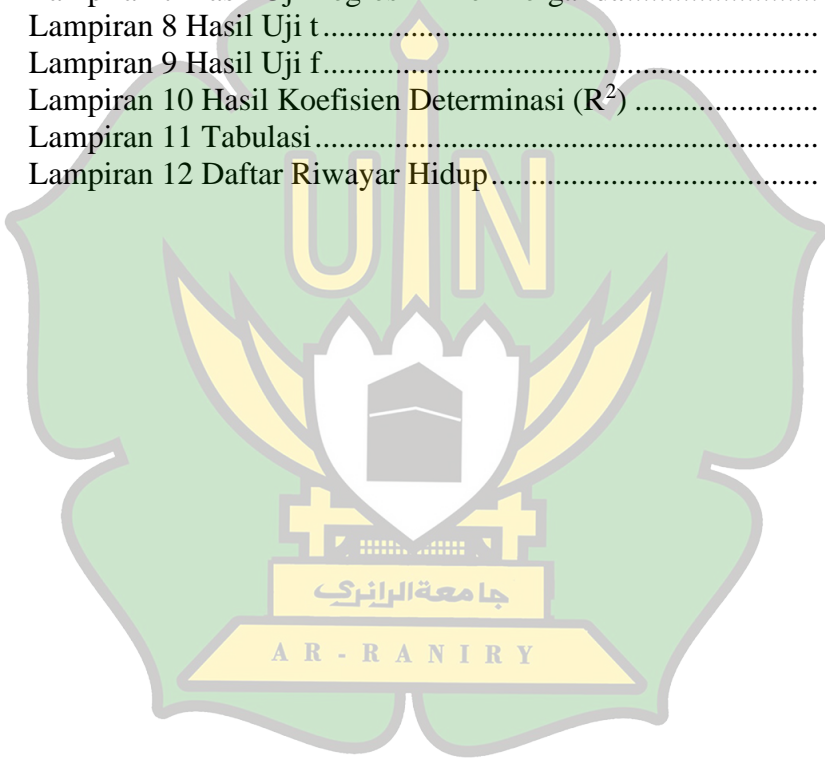 Lampiran 8 Hasil Uji t................................................................
Lampiran 9 Hasil Uji f...............................................................
Lampiran 10 Hasil Koefisien Determinasi (R²) .......................
Lampiran 11 Tabulasi................................................................
Lampiran 12 Daftar Riwayar Hidup.........................................
UIN
جامعةالرانري
AR-RANIRY